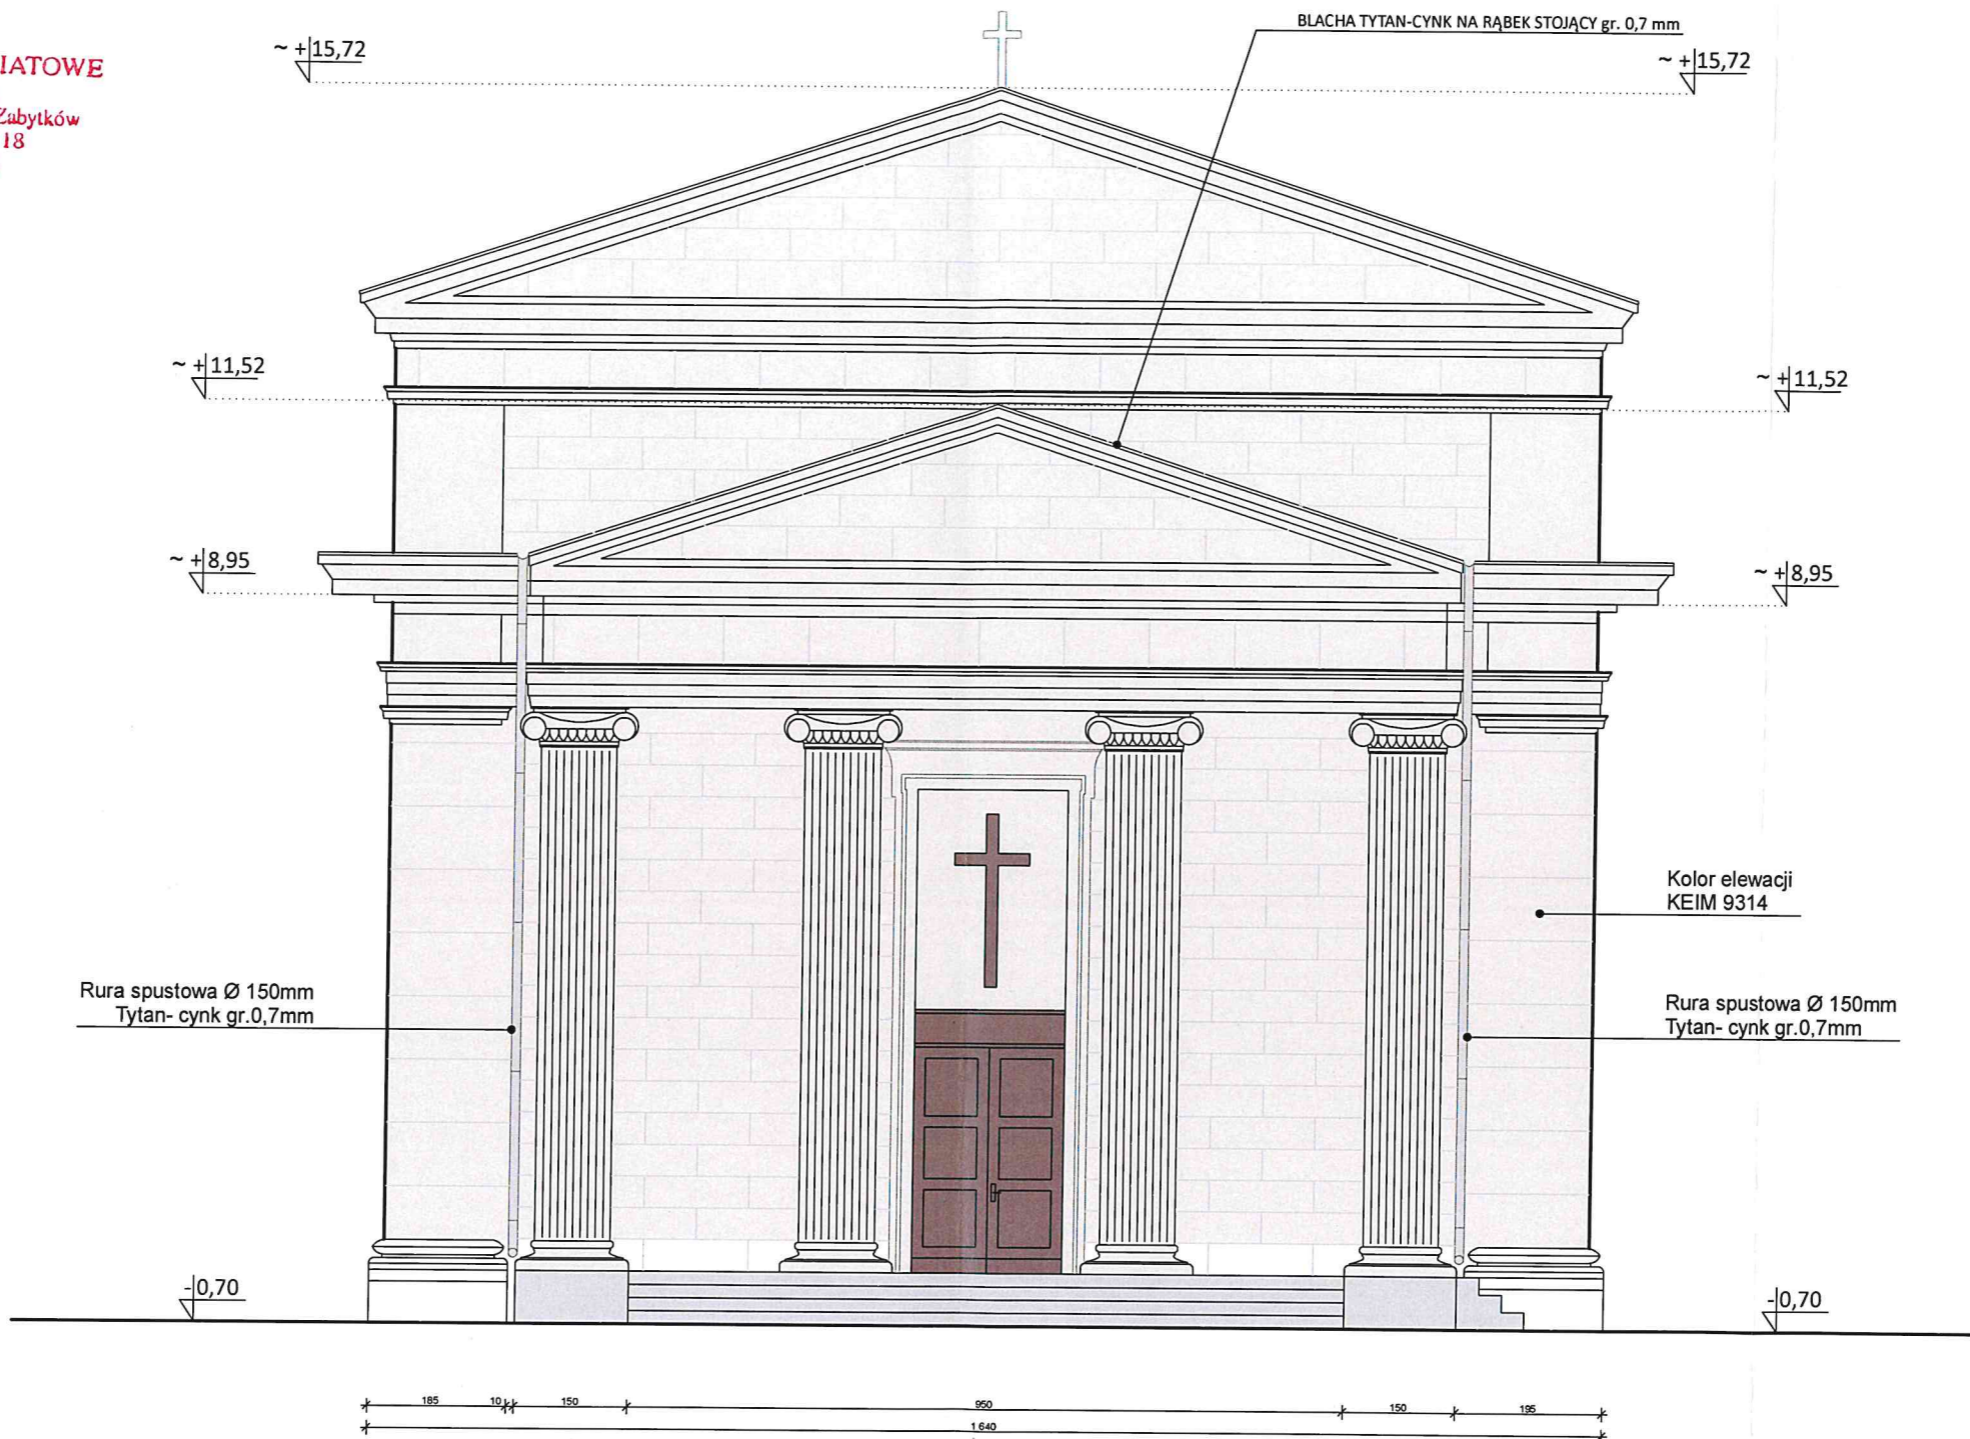 IATOWE
Zabytków
18
~ +15,72
BLACHA TYTAN-CYNK NA RĄBEK STOJĄCY gr. 0,7 mm
~ +15,72
~ +11,52
~ +11,52
~ +8,95
~ +8,95
Kolor elewacji
KEIM 9314
Rura spustowa Ø 150mm
Tytan- cynk gr.0,7mm
Rura spustowa Ø 150mm
Tytan- cynk gr.0,7mm
-0,70
-0,70
185 10 150 950 150 195
1 640